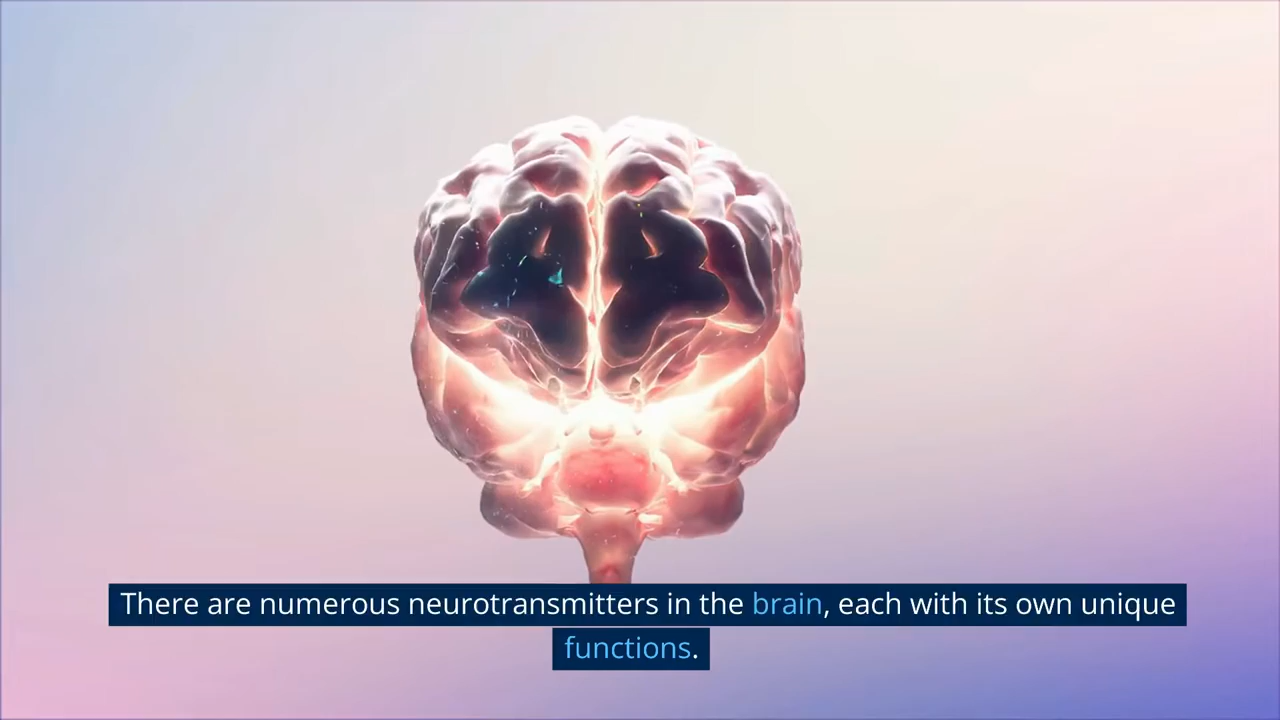 There are numerous neurotransmitters in the brain, each with its own unique
functions.